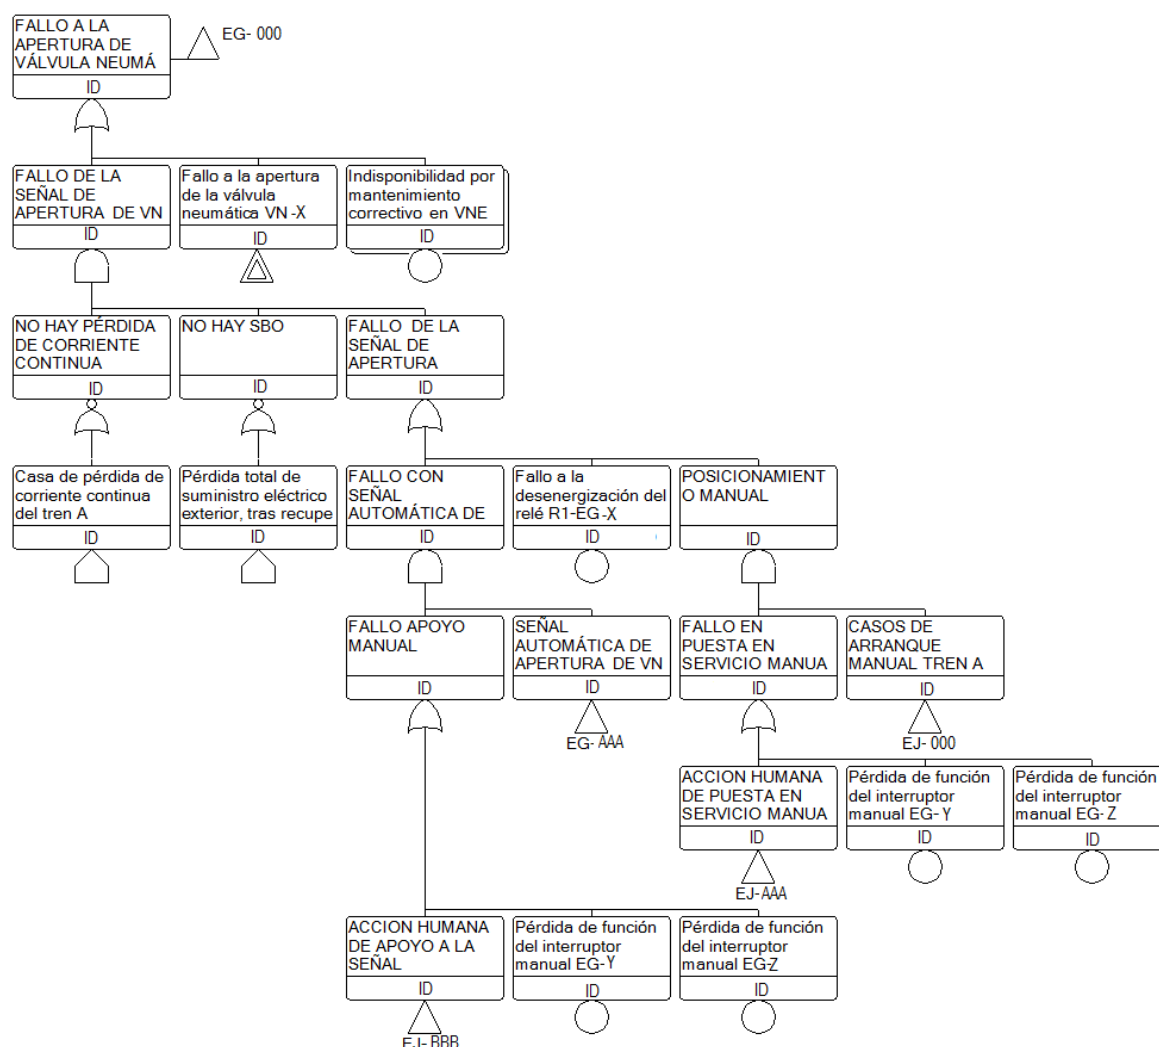 FALLO A LA
APERTURA DE
VÁLVULA NEUMÁ
ID
EG- 000
FALLO DE LA
SEÑAL DE
APERTURA DE VN
ID
Fallo a la apertura
de la válvula
neumática VN-X
ID
Indisponibilidad por
mantenimiento
correctivo en VNE
ID
NO HAY PÉRDIDA
DE CORRIENTE
CONTINUA
ID
NO HAY SBO
ID
FALLO DE LA
SEÑAL DE
APERTURA
ID
Casa de pérdida de
corriente continua
del tren A
ID
Pérdida total de
suministro eléctrico
exterior, tras recupe
ID
FALLO CON
SEÑAL
AUTOMÁTICA DE
ID
Fallo a la
desenergización del
relé R1-EG-X
ID
POSICIONAMIENT
O MANUAL
ID
FALLO APOYO
MANUAL
ID
SEÑAL
AUTOMÁTICA DE
APERTURA DE VN
ID
EG- AAA
FALLO EN
PUESTA EN
SERVICIO MANUA
ID
CASOS DE
ARRANQUE
MANUAL TREN A
ID
EJ- 000
ACCION HUMANA
DE PUESTA EN
SERVICIO MANUA
ID
EJ-AAA
Pérdida de función
del interruptor
manual EG-Y
ID
Pérdida de función
del interruptor
manual EG-Z
ID
ACCION HUMANA
DE APOYO A LA
SEÑAL
ID
EJ- BBB
Pérdida de función
del interruptor
manual EG-Y
ID
Pérdida de función
del interruptor
manual EG-Z
ID